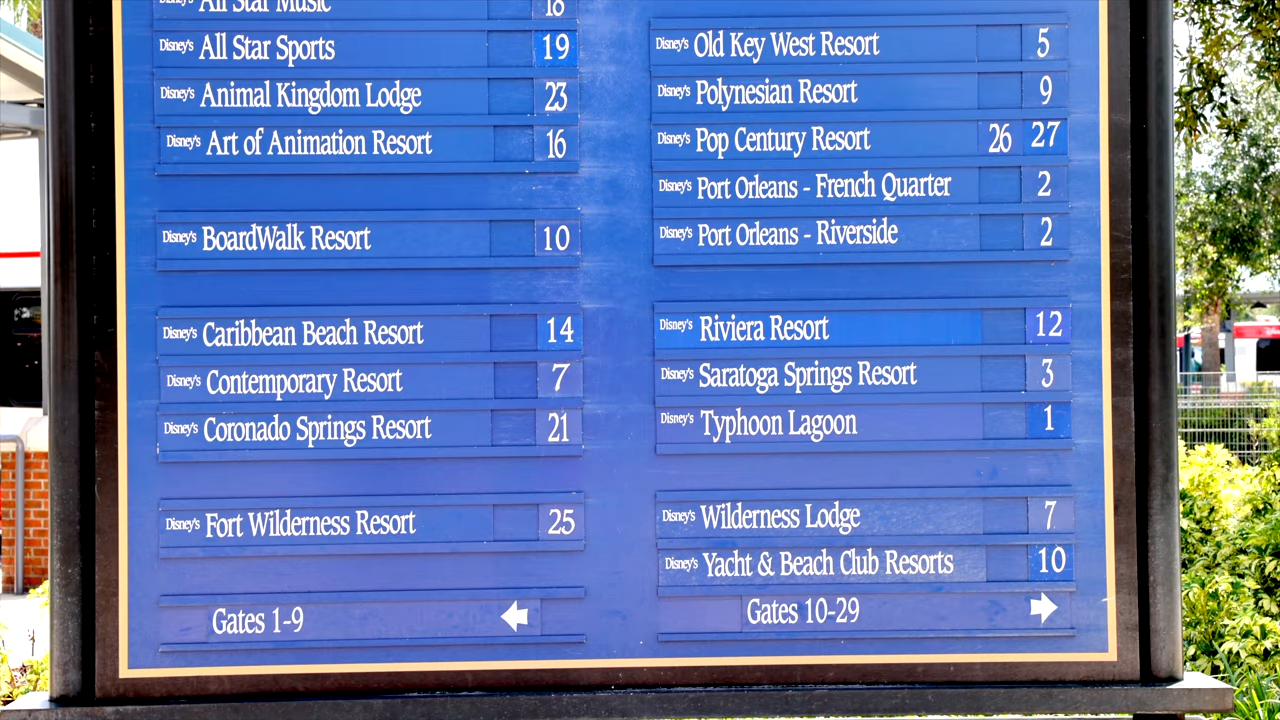 Disney's All Star Music 18
Disney's All Star Sports 19
Disney's Animal Kingdom Lodge 23
Disney's Art of Animation Resort 16
Disney's BoardWalk Resort 10
Disney's Caribbean Beach Resort 14
Disney's Contemporary Resort 7
Disney's Coronado Springs Resort 21
Disney's Fort Wilderness Resort 25
Gates 1-9
Disney's Old Key West Resort 5
Disney's Polynesian Resort 9
Disney's Pop Century Resort 26 27
Disney's Port Orleans - French Quarter 2
Disney's Port Orleans - Riverside 2
Disney's Riviera Resort 12
Disney's Saratoga Springs Resort 3
Disney's Typhoon Lagoon 1
Disney's Wilderness Lodge 7
Disney's Yacht & Beach Club Resorts 10
Gates 10-29